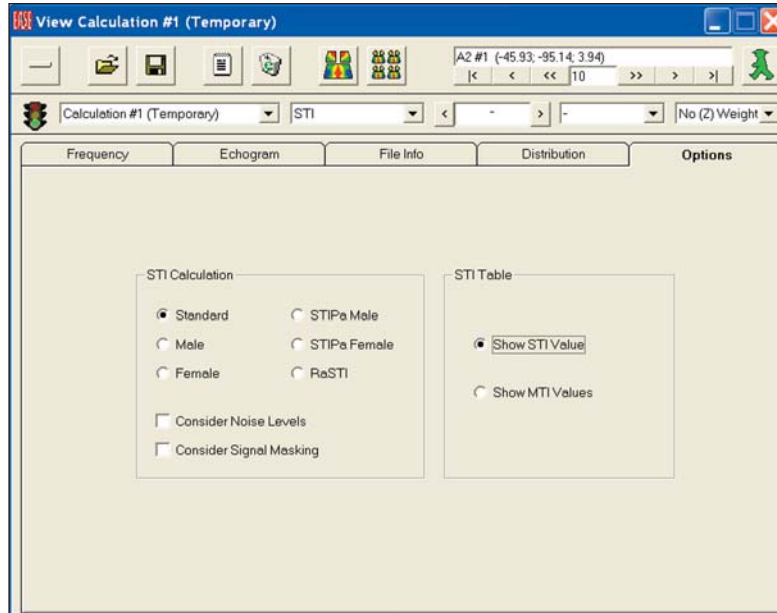 EASE View Calculation #1 (Temporary)
A2 #1 (-45.93; -95.14; 3.94)
|< < << 10 >> > >|
Calculation #1 (Temporary) STI < - > - No (Z) Weight
Frequency Echogram File Info Distribution Options
STI Calculation STI Table
Standard STIPa Male
Male STIPa Female Show STI Value
Female RaSTI
Show MTI Values
Consider Noise Levels
Consider Signal Masking